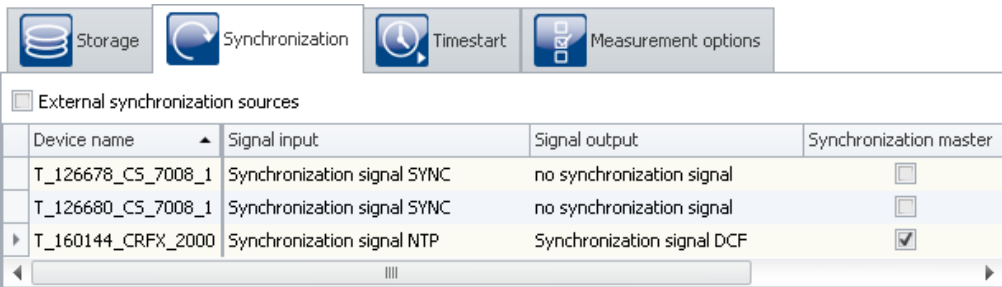 Storage Synchronization Timestart Measurement options
External synchronization sources
Device name Signal input Signal output Synchronization master
T_126678_CS_7008_1 Synchronization signal SYNC no synchronization signal
T_126680_CS_7008_1 Synchronization signal SYNC no synchronization signal
T_160144_CRFX_2000 Synchronization signal NTP Synchronization signal DCF